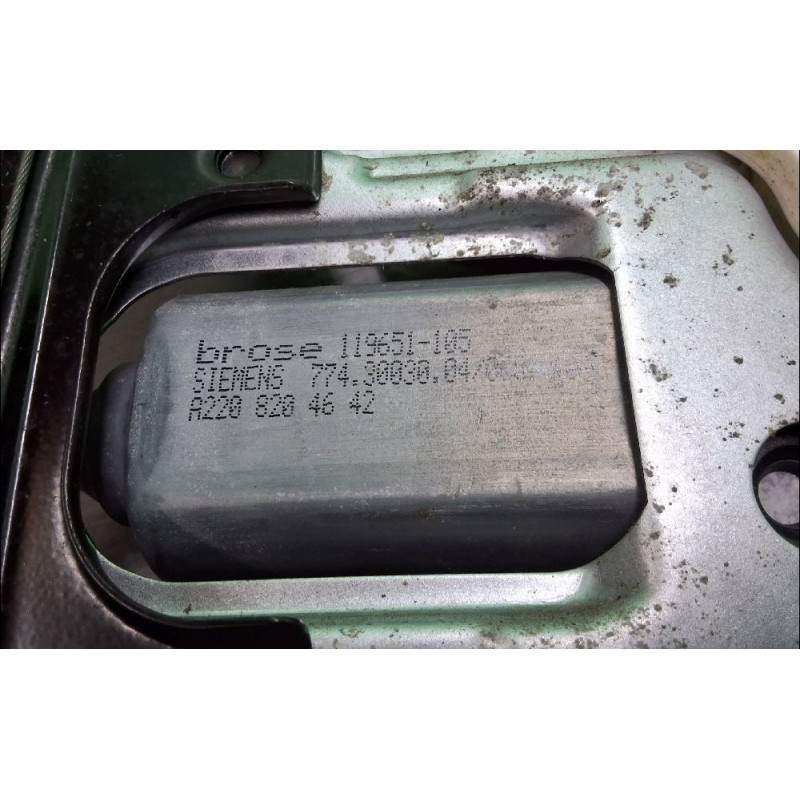 brose 119651-105
SIEMENS 774.30030.04/
A220 820 46 42